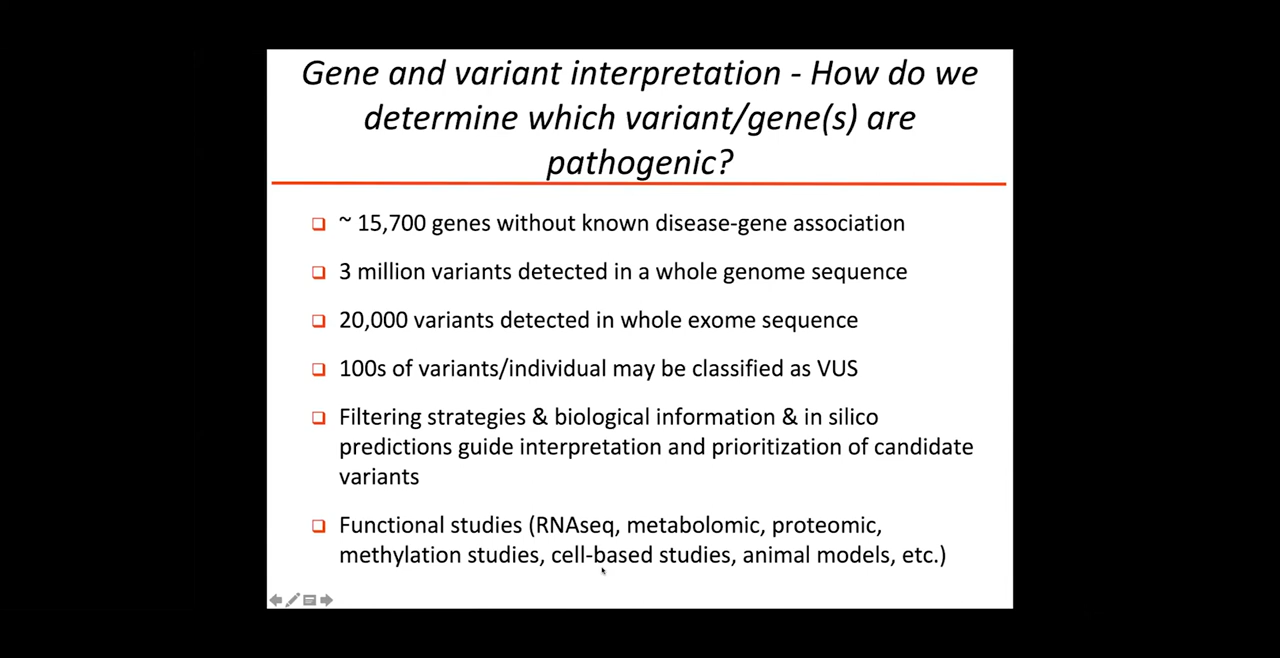 Gene and variant interpretation - How do we
determine which variant/gene(s) are
pathogenic?
~ 15,700 genes without known disease-gene association
3 million variants detected in a whole genome sequence
20,000 variants detected in whole exome sequence
100s of variants/individual may be classified as VUS
Filtering strategies & biological information & in silico
predictions guide interpretation and prioritization of candidate
variants
Functional studies (RNAseq, metabolomic, proteomic,
methylation studies, cell-based studies, animal models, etc.)